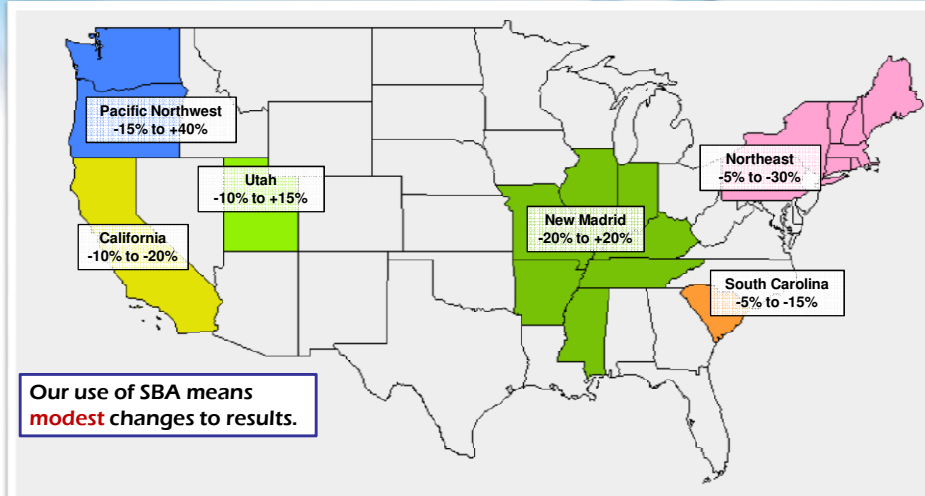 Pacific Northwest
-15% to +40%
Utah
-10% to +15%
California
-10% to -20%
New Madrid
-20% to +20%
Northeast
-5% to -30%
South Carolina
-5% to -15%
Our use of SBA means
modest changes to results.